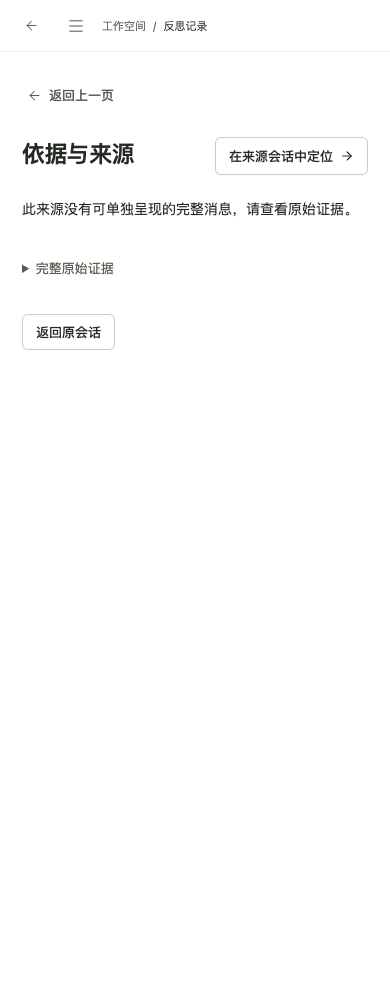 工作空间 / 反思记录
返回上一页
依据与来源
在来源会话中定位
此来源没有可单独呈现的完整消息，请查看原始证据。
完整原始证据
返回原会话